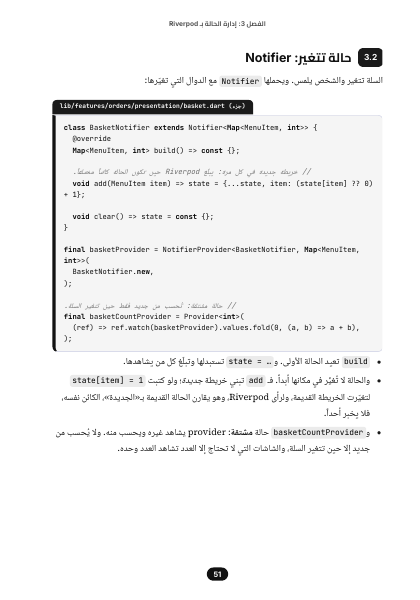 الفصل 3: إدارة الحالة بـ Riverpod
3.2 حالة تتغير: Notifier
السلة تتغير والشخص يلمس. ويحملها Notifier مع الدوال التي تغيّرها:
lib/features/orders/presentation/basket.dart (جزء)
class BasketNotifier extends Notifier<Map<MenuItem, int>> {
@override
Map<MenuItem, int> build() => const {};
// خريطة جديدة في كل مرة: يبلّغ Riverpod حين تكون الحالة كائناً مختلفاً.
void add(MenuItem item) => state = {...state, item: (state[item] ?? 0)
+ 1};
void clear() => state = const {};
}
final basketProvider = NotifierProvider<BasketNotifier, Map<MenuItem,
int>>(
BasketNotifier.new,
);
// حالة مشتقة: تُحسب من جديد فقط حين تتغير السلة.
final basketCountProvider = Provider<int>(
(ref) => ref.watch(basketProvider).values.fold(0, (a, b) => a + b),
);
• build تعيد الحالة الأولى. و state = … تستبدلها وتبلّغ كل من يشاهدها.
• والحالة لا تُغيَّر في مكانها أبداً. فـ add تبني خريطة جديدة؛ ولو كتبت state[item] = 1
لتغيّرت الخريطة القديمة، ولرأى Riverpod، وهو يقارن الحالة القديمة بـ«الجديدة»، الكائن نفسه،
فلا يخبر أحداً.
• و basketCountProvider حالة مشتقة: provider يشاهد غيره ويحسب منه. ولا يُحسب من
جديد إلا حين تتغير السلة، والشاشات التي لا تحتاج إلا العدد تشاهد العدد وحده.
51